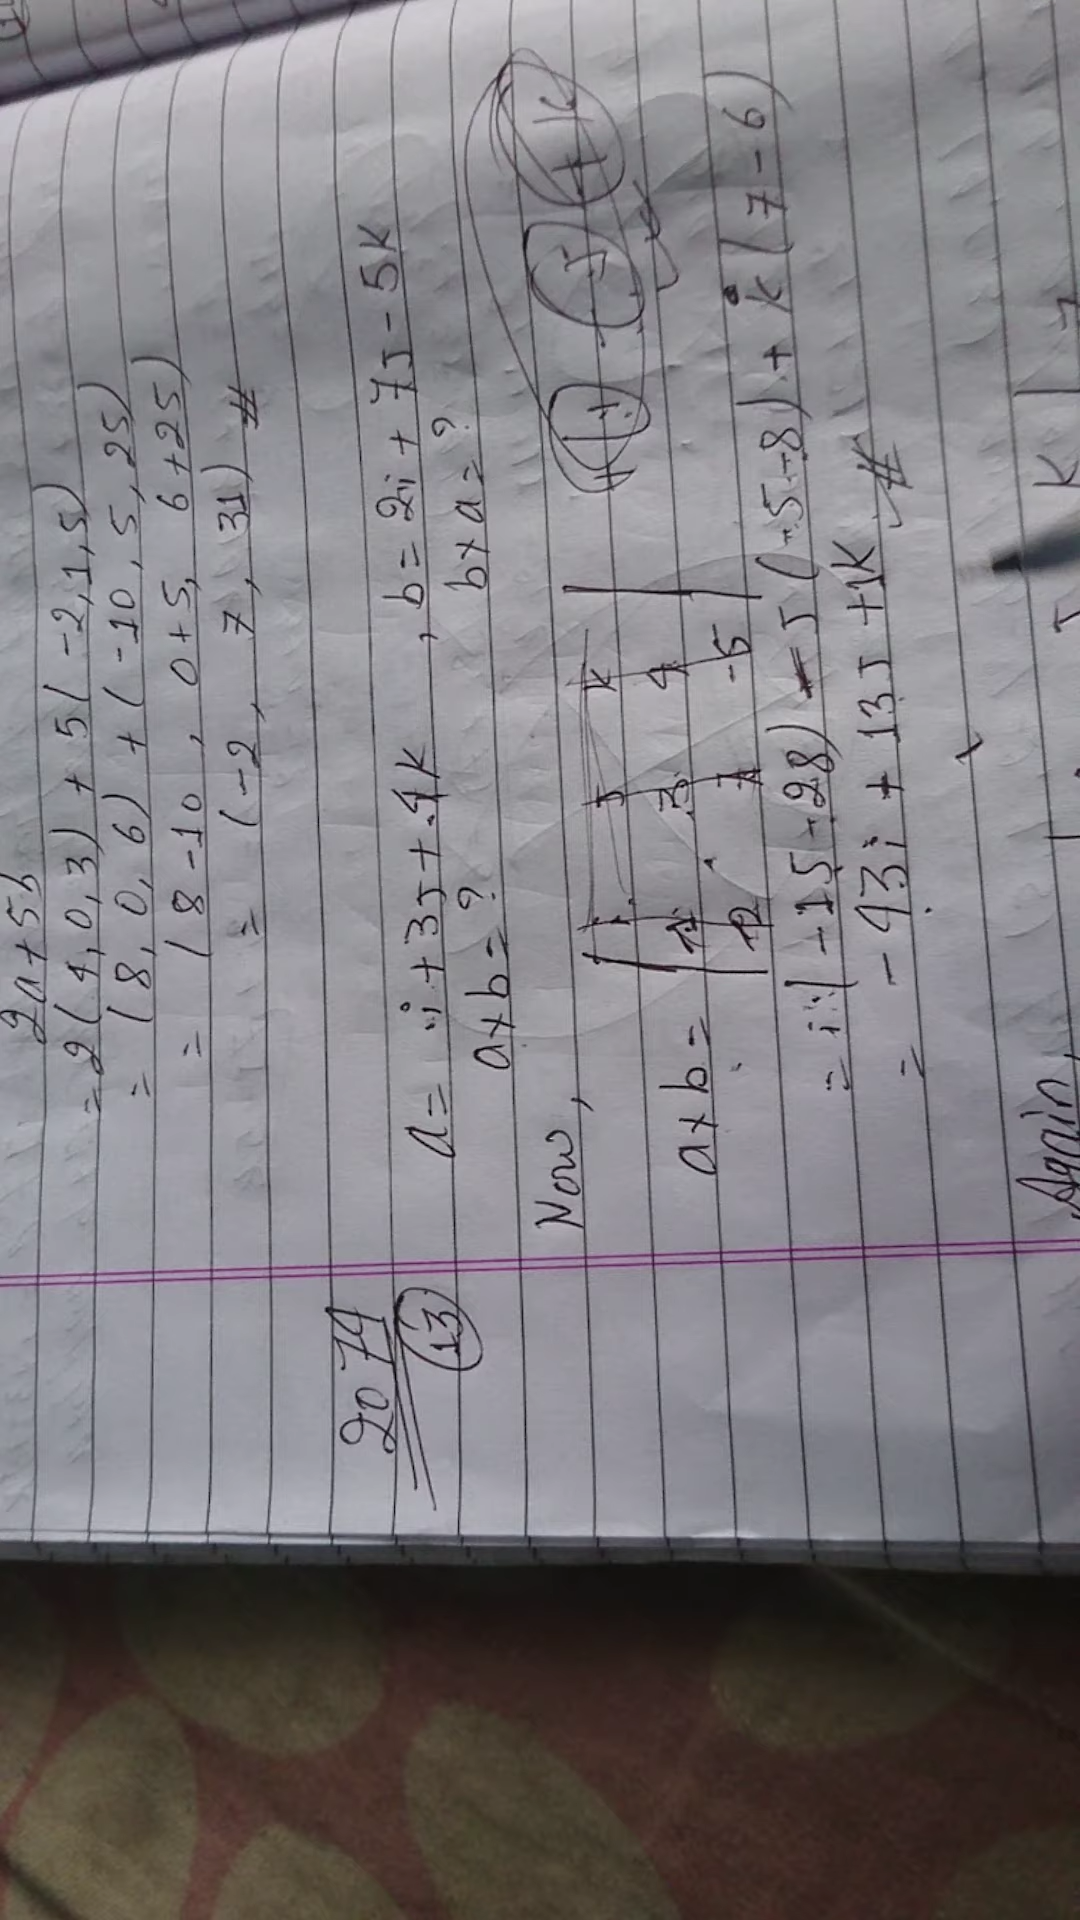 2a+5b
= 2(4,0,3) + 5(-2,1,5)
= (8,0,6) + (-10,5,25)
= (8-10, 0+5, 6+25)
= (-2, 7, 31) #
2074
(13) a = i+3J+4K, b = 2i+7J-5K
a×b=? b×a=?
Now,
+i -J +K
i J K
a×b= 1 3 4
2 7 -5
= i(-15-28) - J(-5-8) + k(7-6)
= -43i + 13J + 1K #
Again,
J K
7